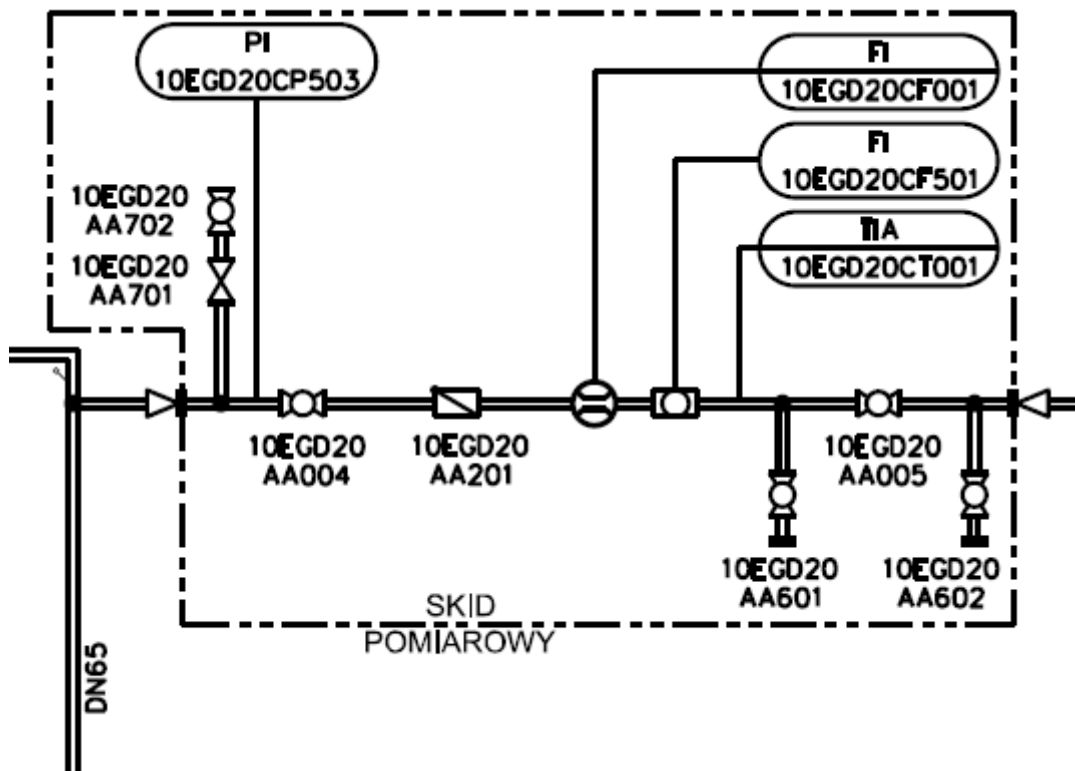 PI
10EGD20CP503
FI
10EGD20CF001
FI
10EGD20CF501
TIA
10EGD20CT001
10EGD20
AA702
10EGD20
AA701
10EGD20
AA004
10EGD20
AA201
10EGD20
AA005
10EGD20
AA601
10EGD20
AA602
SKID
POMIAROWY
DN65